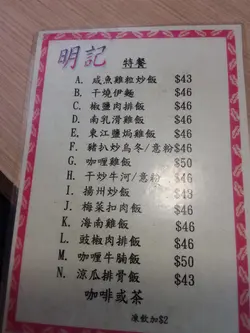 明記 特餐
A. 咸魚雞粒炒飯 $43
B. 干燒伊麵 $46
C. 椒鹽肉排飯 $46
D. 南乳滑雞飯 $46
E. 東江鹽焗雞飯 $46
F. 豬扒炒烏冬/意粉 $46
G. 咖喱雞飯 $50
H. 干炒牛河/意粉 $46
I. 揚州炒飯 $43
J. 梅菜扣肉飯 $46
K. 海南雞飯 $46
L. 豉椒肉排飯 $46
M. 咖喱牛腩飯 $50
N. 涼瓜排骨飯 $43
咖啡或茶
凍飲加$2